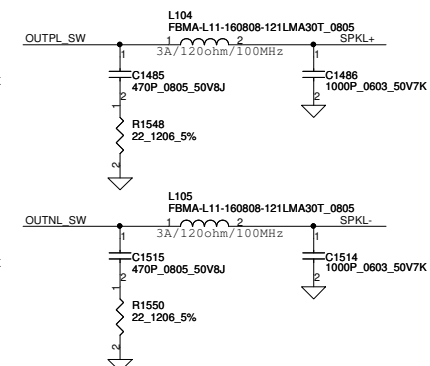 L104
FBMA-L11-160808-121LMA30T_0805
OUTPL_SW 1 2 SPKL+
3A/120ohm/100MHz
1 1
C1485 C1486
470P_0805_50V8J 1000P_0603_50V7K
2 2
1
R1548
22_1206_5%
2
L105
FBMA-L11-160808-121LMA30T_0805
OUTNL_SW 1 2 SPKL-
3A/120ohm/100MHz
1 1
C1515 C1514
470P_0805_50V8J 1000P_0603_50V7K
2 2
1
R1550
22_1206_5%
2